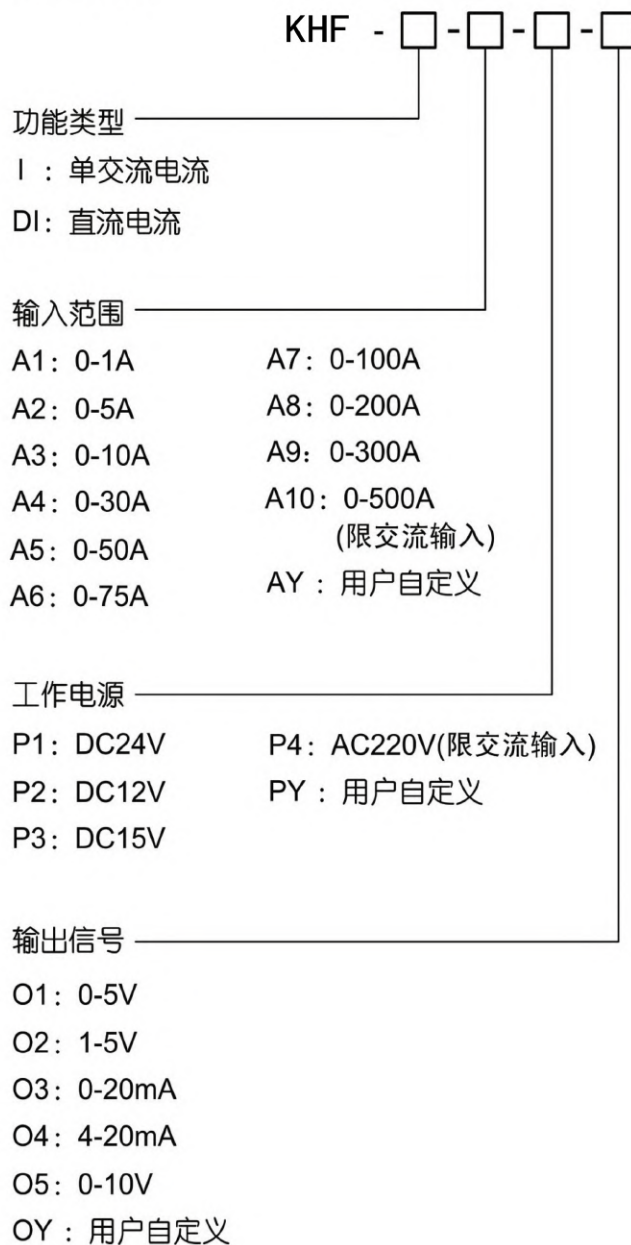 KHF - □ - □ - □ - □
功能类型
I : 单交流电流
DI: 直流电流
输入范围
A1: 0-1A
A2: 0-5A
A3: 0-10A
A4: 0-30A
A5: 0-50A
A6: 0-75A
A7: 0-100A
A8: 0-200A
A9: 0-300A
A10: 0-500A
(限交流输入)
AY : 用户自定义
工作电源
P1: DC24V
P2: DC12V
P3: DC15V
P4: AC220V(限交流输入)
PY : 用户自定义
输出信号
O1: 0-5V
O2: 1-5V
O3: 0-20mA
O4: 4-20mA
O5: 0-10V
OY : 用户自定义